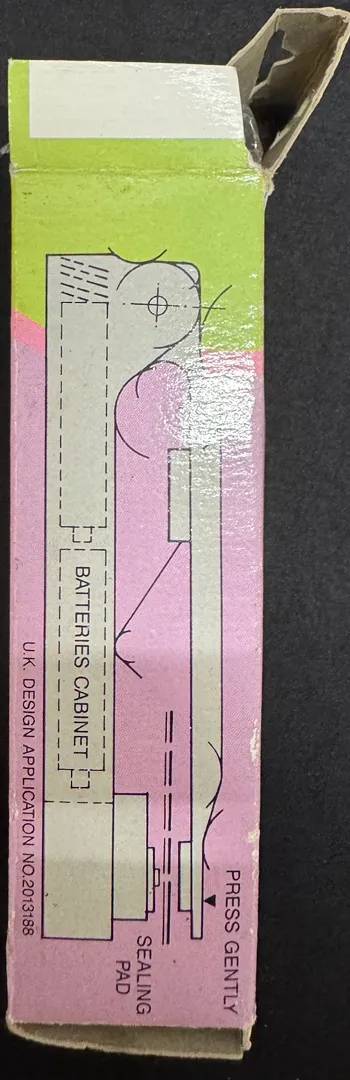 PRESS GENTLY
SEALING
PAD
BATTERIES CABINET
U.K. DESIGN APPLICATION NO.2013188